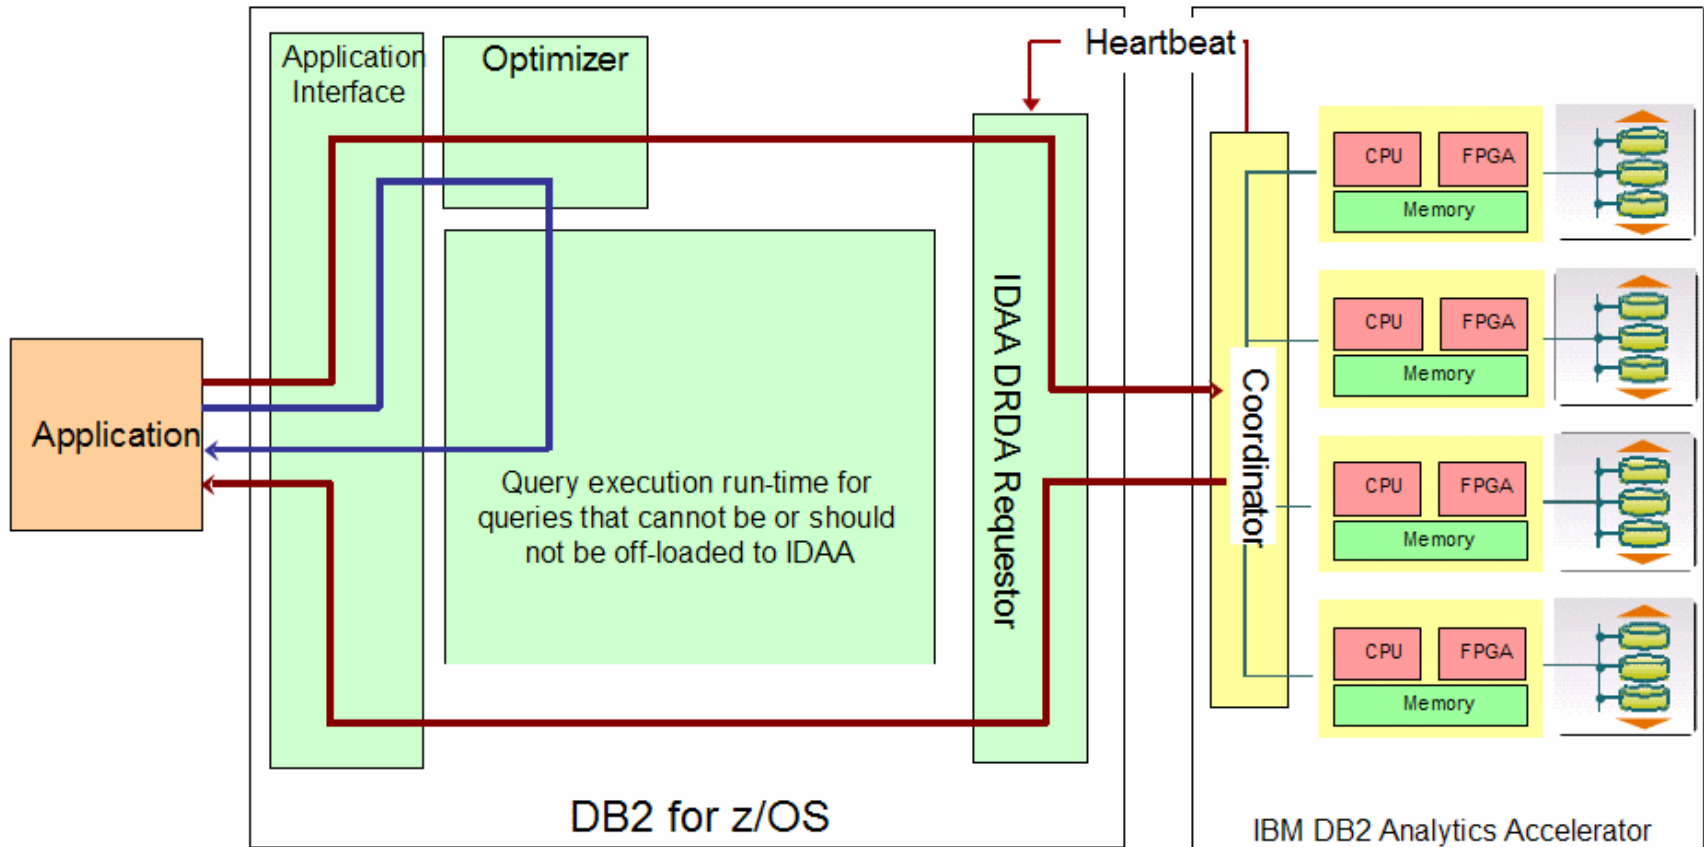 Application
Interface
Optimizer
Heartbeat
CPU
FPGA
Memory
CPU
FPGA
Memory
IDAA DRDA Requestor
Coordinator
Application
Query execution run-time for
queries that cannot be or should
not be off-loaded to IDAA
CPU
FPGA
Memory
CPU
FPGA
Memory
DB2 for z/OS
IBM DB2 Analytics Accelerator